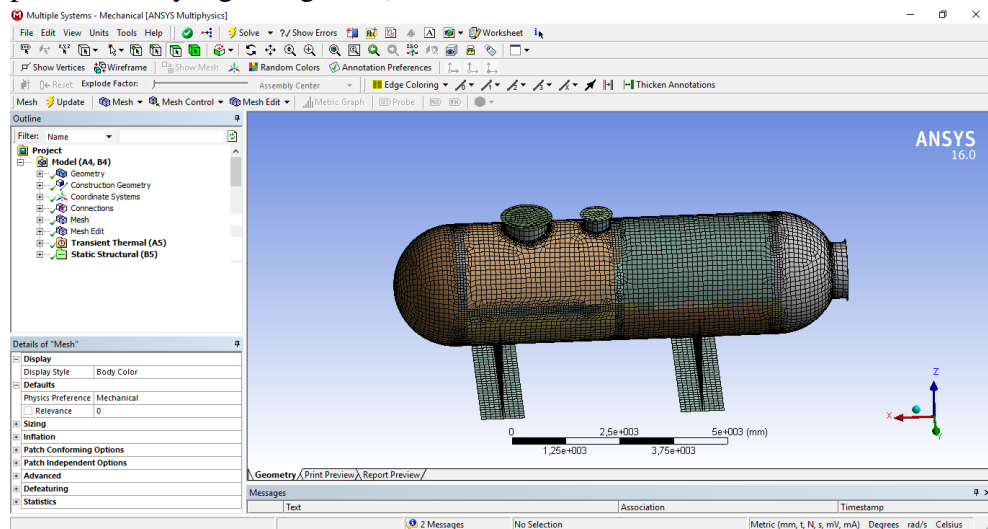 Multiple Systems - Mechanical [ANSYS Multiphysics]
File Edit View Units Tools Help Solve ?/ Show Errors Worksheet
Show Vertices Wireframe Show Mesh Random Colors Annotation Preferences
Reset Explode Factor: Assembly Center Edge Coloring Thicken Annotations
Mesh Update Mesh Mesh Control Mesh Edit Metric Graph Probe
Outline
Filter: Name
Project
Model (A4, B4)
Geometry
Construction Geometry
Coordinate Systems
Connections
Mesh
Mesh Edit
Transient Thermal (A5)
Static Structural (B5)
ANSYS
16.0
Details of "Mesh"
Display
Display Style Body Color
Defaults
Physics Preference Mechanical
Relevance 0
Sizing
Inflation
Patch Conforming Options
Patch Independent Options
Advanced
Defeaturing
Statistics
Z
X
Y
0 2,5e+003 5e+003 (mm)
1,25e+003 3,75e+003
Geometry Print Preview Report Preview
Messages
Text Association Timestamp
2 Messages No Selection Metric (mm, t, N, s, mV, mA) Degrees rad/s Celsius